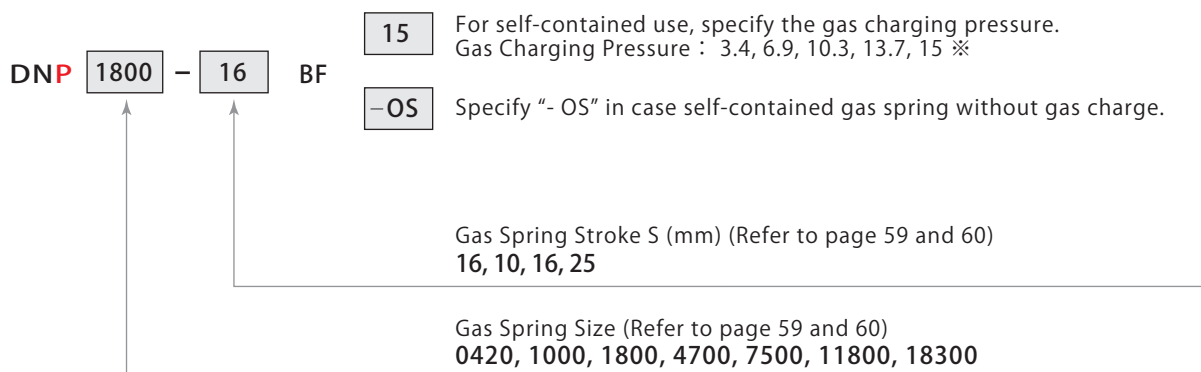 15 For self-contained use, specify the gas charging pressure.
Gas Charging Pressure : 3.4, 6.9, 10.3, 13.7, 15 ※
DNP 1800 – 16 BF
–OS Specify “- OS” in case self-contained gas spring without gas charge.
Gas Spring Stroke S (mm) (Refer to page 59 and 60)
16, 10, 16, 25
Gas Spring Size (Refer to page 59 and 60)
0420, 1000, 1800, 4700, 7500, 11800, 18300